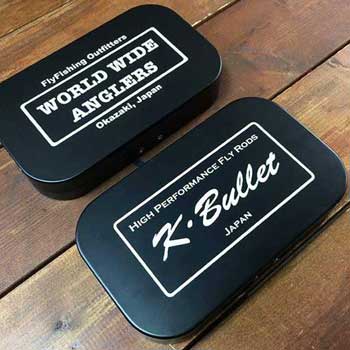 FlyFishing Outfitters
WORLD WIDE
ANGLERS
Okazaki, Japan
HIGH PERFORMANCE FLY RODS
K·Bullet
JAPAN